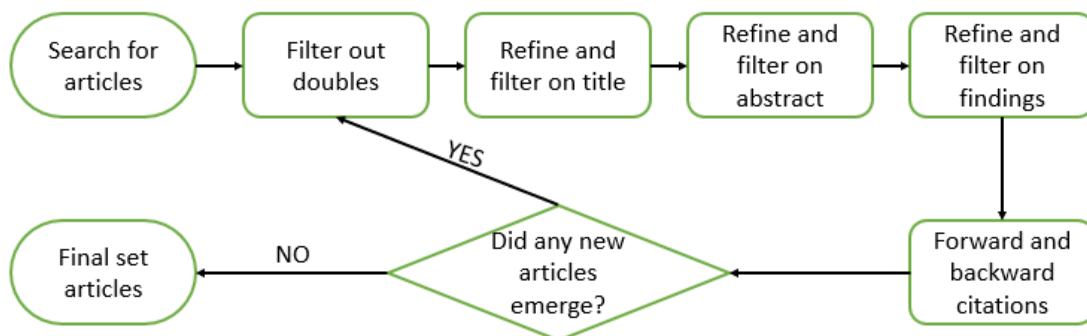 Search for
articles
Filter out
doubles
Refine and
filter on title
Refine and
filter on
abstract
Refine and
filter on
findings
YES
Final set
articles
NO
Did any new
articles
emerge?
Forward and
backward
citations